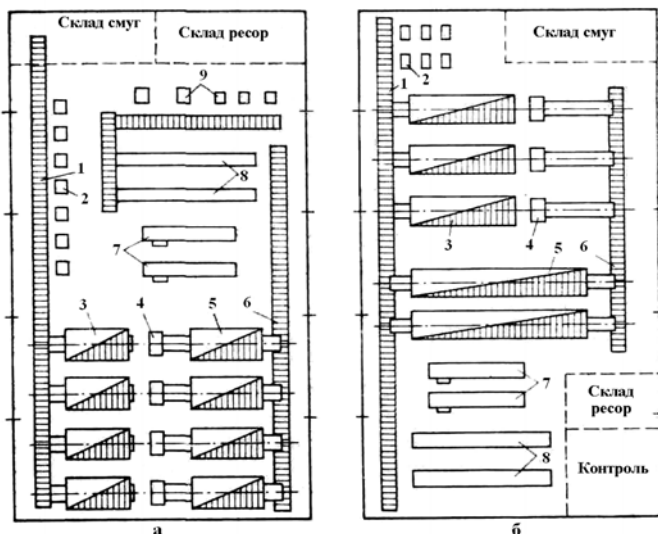 Склад смуг
Склад ресор
9
1
2
8
7
3
4
5
6
а
Склад смуг
1
2
3
4
5
6
7
8
Склад
ресор
Контроль
б